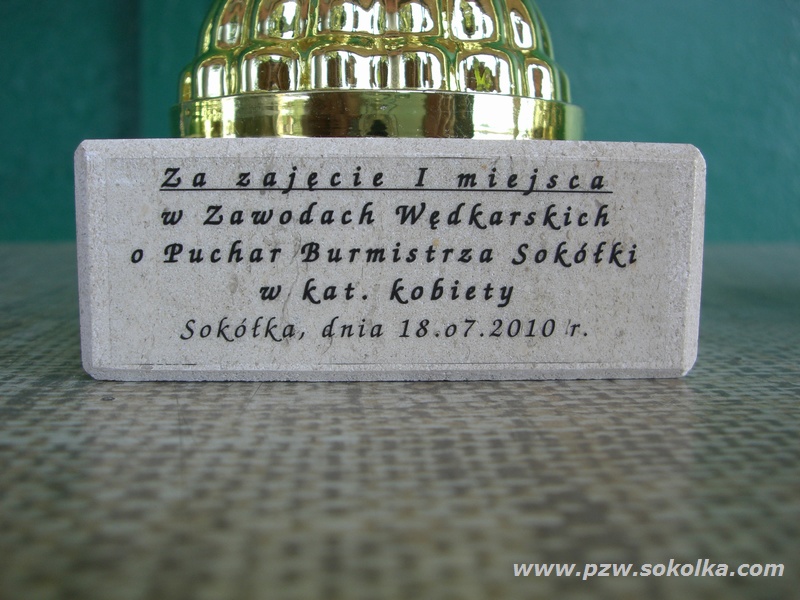 Za zajęcie I miejsca
w Zawodach Wędkarskich
o Puchar Burmistrza Sokółki
w kat. kobiety
Sokółka, dnia 18.07.2010 r.
www.pzw.sokolka.com